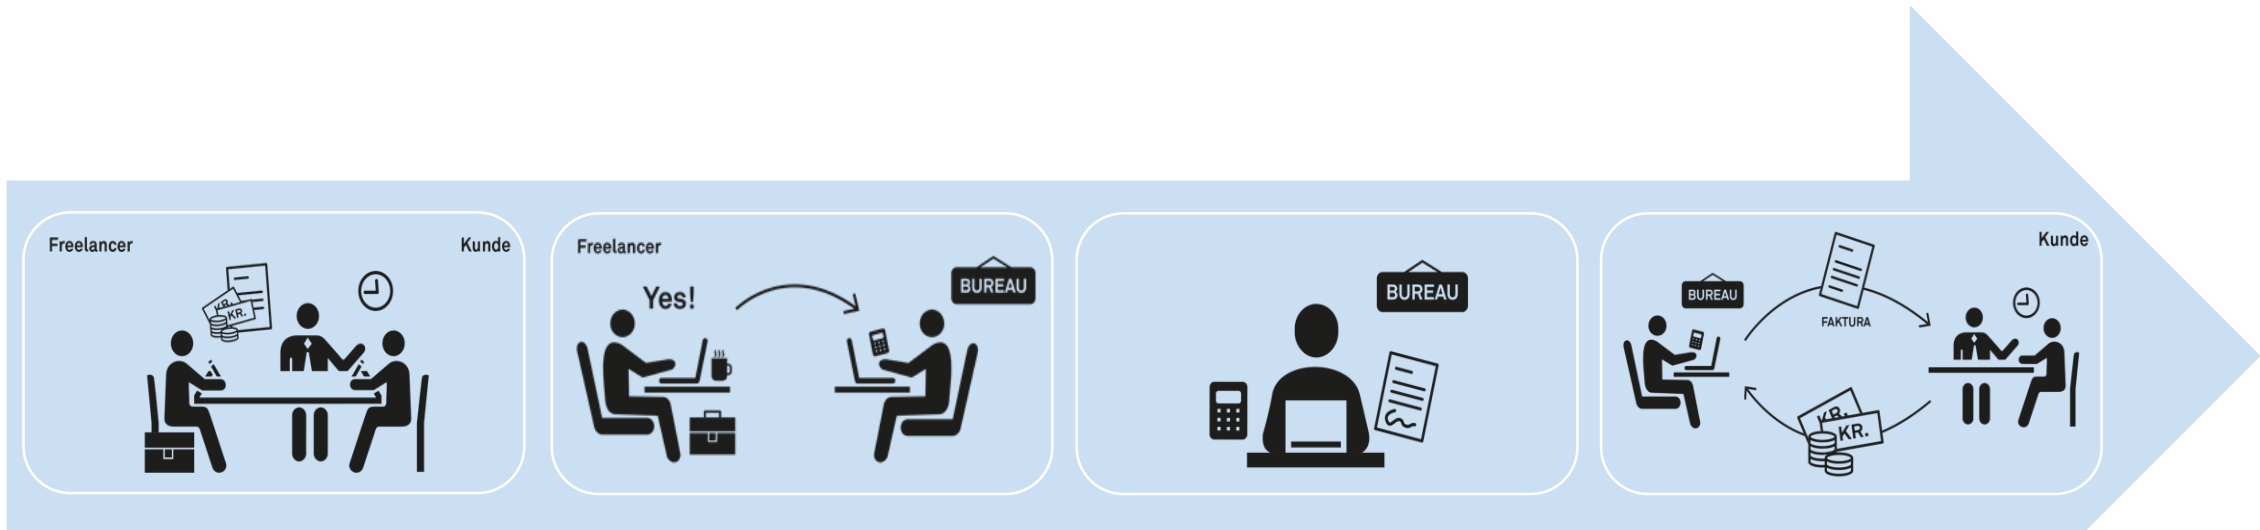 Freelancer
Kunde
KR.
KR.
Freelancer
Yes!
BUREAU
BUREAU
BUREAU
FAKTURA
KR.
KR.
Kunde